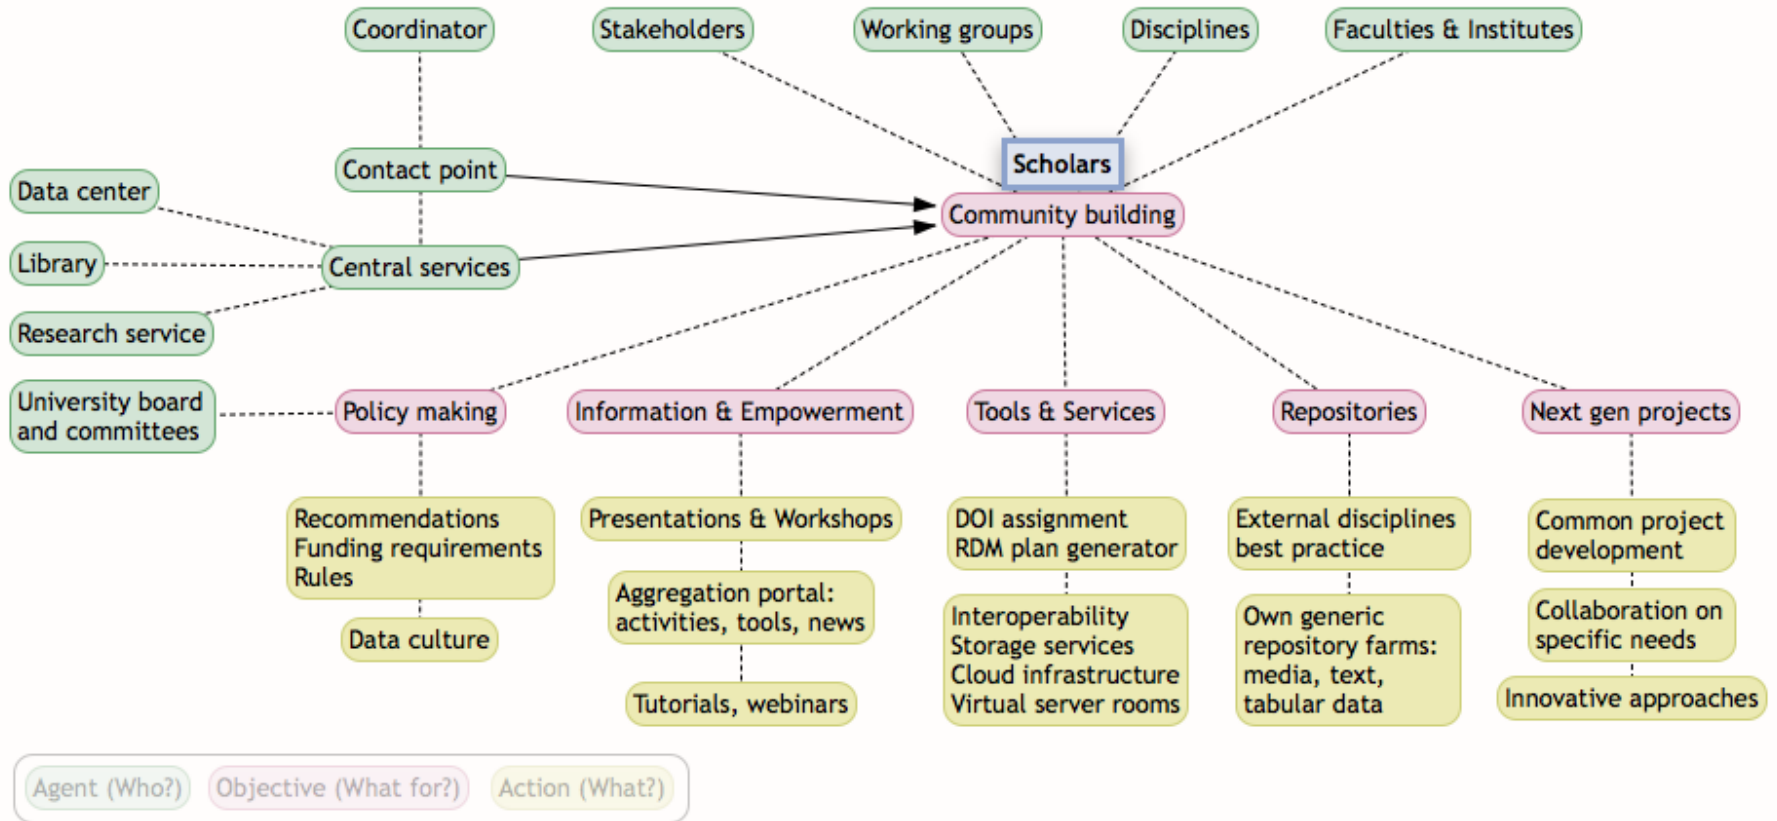 Coordinator
Stakeholders
Working groups
Disciplines
Faculties & Institutes
Scholars
Contact point
Data center
Community building
Library
Central services
Research service
University board
and committees
Policy making
Information & Empowerment
Tools & Services
Repositories
Next gen projects
Recommendations
Funding requirements
Rules
Data culture
Presentations & Workshops
Aggregation portal:
activities, tools, news
Tutorials, webinars
DOI assignment
RDM plan generator
Interoperability
Storage services
Cloud infrastructure
Virtual server rooms
External disciplines
best practice
Own generic
repository farms:
media, text,
tabular data
Common project
development
Collaboration on
specific needs
Innovative approaches
Agent (Who?)
Objective (What for?)
Action (What?)